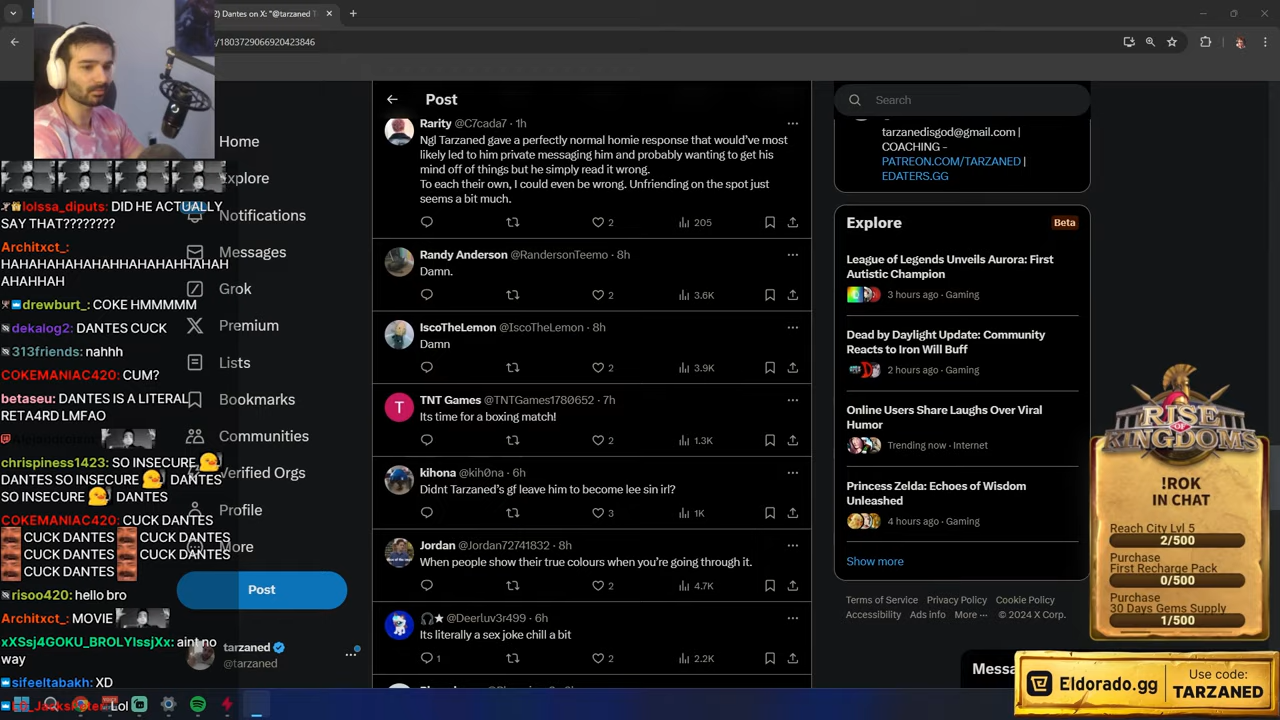 ) Dantes on X: "@tarzaned T
/1803729066920423846
Home
Explore
Notifications
Messages
Grok
Premium
Lists
Bookmarks
Communities
Verified Orgs
Profile
More
Post
tarzaned
@tarzaned
lolssa_diputs: DID HE ACTUALLY
SAY THAT????????
Architxct_:
HAHAHAHAHAHHAHAHAHHAHAH
AHAHHAH
drewburt_: COKE HMMMMM
dekalog2: DANTES CUCK
313friends: nahhh
COKEMANIAC420: CUM?
betaseu: DANTES IS A LITERAL
RETA4RD LMFAO
chrispiness1423: SO INSECURE
DANTES SO INSECURE DANTES
SO INSECURE DANTES
COKEMANIAC420: CUCK DANTES
CUCK DANTES CUCK DANTES
CUCK DANTES CUCK DANTES
CUCK DANTES
risoo420: hello bro
Architxct_: MOVIE
xXSsj4GOKU_BROLYIssjXx: aint no
way
sifeeltabakh: XD
Lol
Post
Rarity @C7cada7 · 1h
Ngl Tarzaned gave a perfectly normal homie response that would've most
likely led to him private messaging him and probably wanting to get his
mind off of things but he simply read it wrong.
To each their own, I could even be wrong. Unfriending on the spot just
seems a bit much.
2 205
Randy Anderson @RandersonTeemo · 8h
Damn.
2 3.6K
IscoTheLemon @IscoTheLemon · 8h
Damn
2 3.9K
T
TNT Games @TNTGames1780652 · 7h
Its time for a boxing match!
2 1.3K
kihona @kih0na · 6h
Didnt Tarzaned's gf leave him to become lee sin irl?
3 1K
Jordan @Jordan72741832 · 8h
When people show their true colours when you're going through it.
2 4.7K
@Deerluv3r499 · 6h
Its literally a sex joke chill a bit
1 2 2.2K
Search
tarzanedisgod@gmail.com |
COACHING -
PATREON.COM/TARZANED |
EDATERS.GG
Explore
Beta
League of Legends Unveils Aurora: First
Autistic Champion
3 hours ago · Gaming
Dead by Daylight Update: Community
Reacts to Iron Will Buff
2 hours ago · Gaming
Online Users Share Laughs Over Viral
Humor
Trending now · Internet
Princess Zelda: Echoes of Wisdom
Unleashed
4 hours ago · Gaming
Show more
Terms of Service Privacy Policy Cookie Policy
Accessibility Ads info More ··· © 2024 X Corp.
Messa
RISE
OF
KINGDOMS
!ROK
IN CHAT
Reach City Lvl 5
2/500
Purchase
First Recharge Pack
0/500
Purchase
30 Days Gems Supply
1/500
Eldorado.gg
Use code:
TARZANED